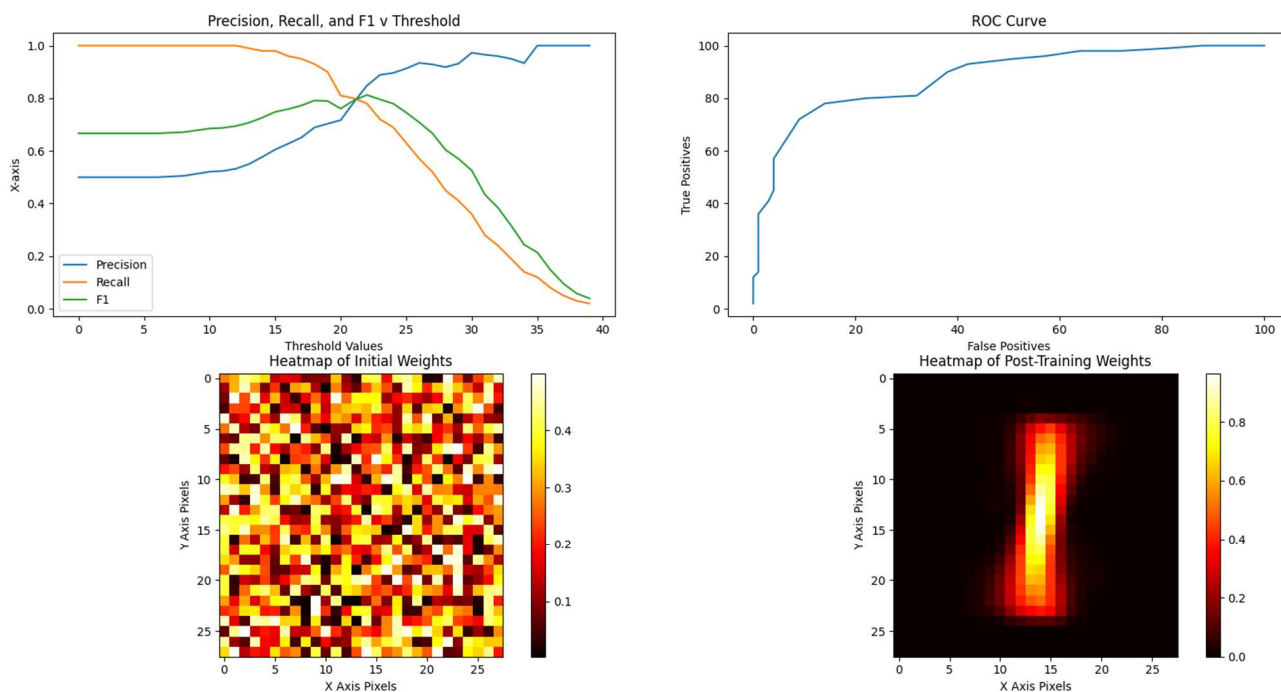 Precision, Recall, and F1 v Threshold
1.0
0.8
0.6
0.4
0.2
0.0
X-axis
Precision
Recall
F1
0 5 10 15 20 25 30 35 40
Threshold Values
ROC Curve
100
80
60
40
20
0
True Positives
0 20 40 60 80 100
False Positives
Heatmap of Initial Weights
0
5
10
15
20
25
Y Axis Pixels
0 5 10 15 20 25
X Axis Pixels
0.4
0.3
0.2
0.1
Heatmap of Post-Training Weights
0
5
10
15
20
25
Y Axis Pixels
0 5 10 15 20 25
X Axis Pixels
0.8
0.6
0.4
0.2
0.0